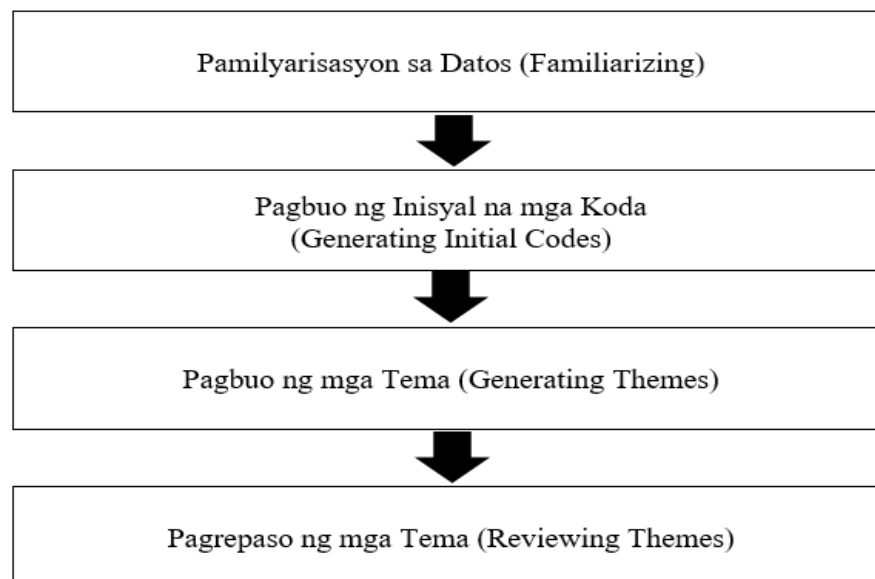 Pamilyarisasyon sa Datos (Familiarizing)
Pagbuo ng Inisyal na mga Koda
(Generating Initial Codes)
Pagbuo ng mga Tema (Generating Themes)
Pagrepaso ng mga Tema (Reviewing Themes)